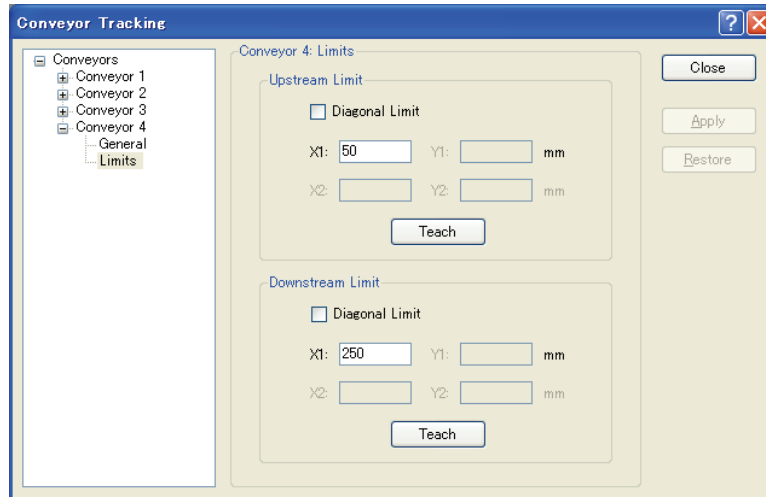 Conveyor Tracking
Conveyors
Conveyor 1
Conveyor 2
Conveyor 3
Conveyor 4
General
Limits
Conveyor 4: Limits
Upstream Limit
Diagonal Limit
X1: 50 Y1: mm
X2: Y2: mm
Teach
Downstream Limit
Diagonal Limit
X1: 250 Y1: mm
X2: Y2: mm
Teach
Close
Apply
Restore